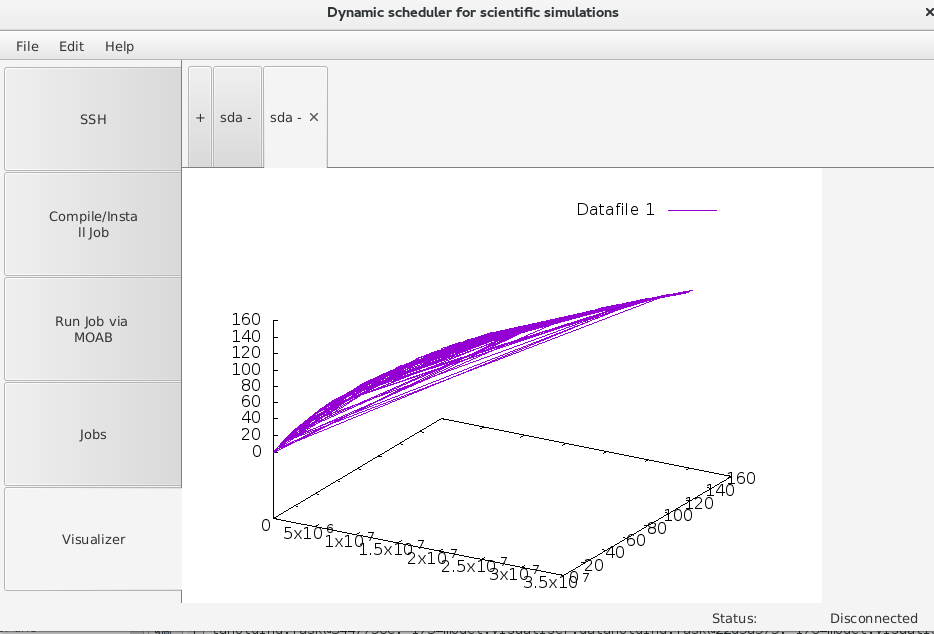 Dynamic scheduler for scientific simulations
File Edit Help
SSH
Compile/Insta
ll Job
Run Job via
MOAB
Jobs
Visualizer
+ sda - sda - ×
Datafile 1
160
140
120
100
80
60
40
20
0
0
5x10^6
1x10^7
1.5x10^7
2x10^7
2.5x10^7
3x10^7
3.5x10^7
0
20
40
60
80
100
120
140
160
Status: Disconnected